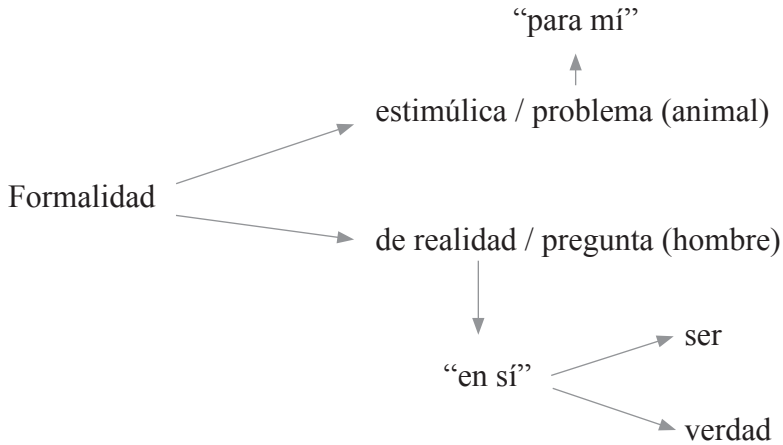 “para mí”
estimúlica / problema (animal)
Formalidad
de realidad / pregunta (hombre)
ser
“en sí”
verdad